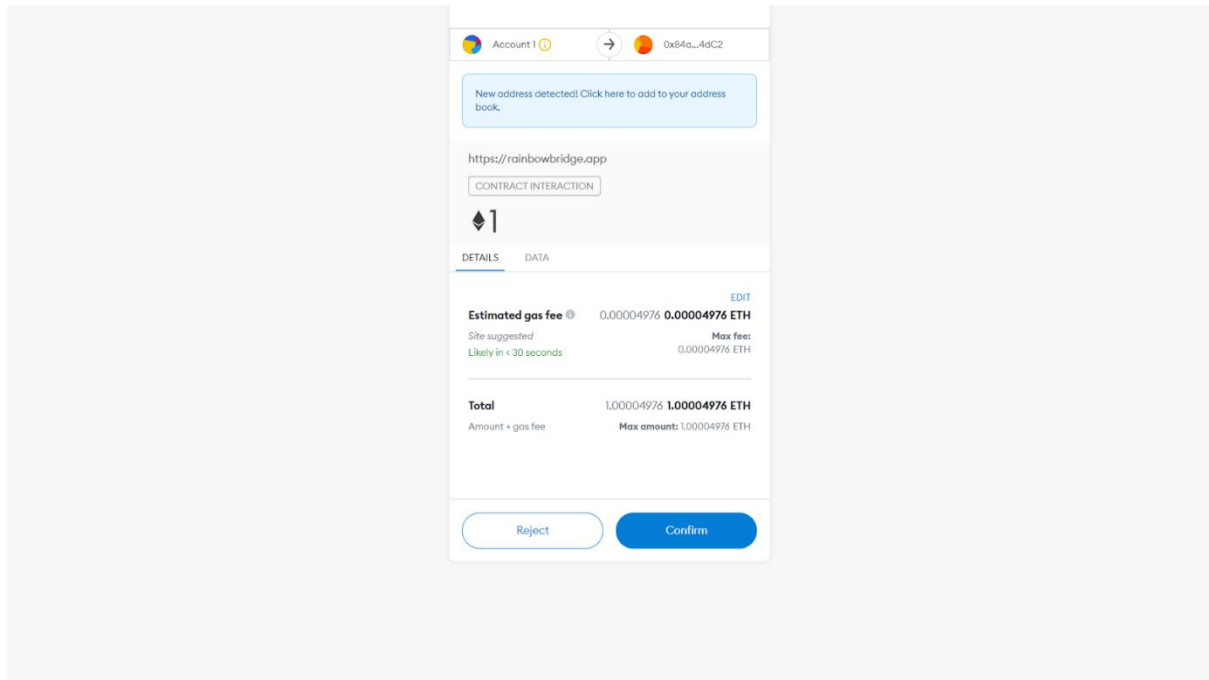 Account 1
0x84a...4dC2
New address detected! Click here to add to your address
book.
https://rainbowbridge.app
CONTRACT INTERACTION
1
DETAILS DATA
EDIT
Estimated gas fee 0.00004976 0.00004976 ETH
Site suggested Max fee:
Likely in < 30 seconds 0.00004976 ETH
Total 1.00004976 1.00004976 ETH
Amount + gas fee Max amount: 1.00004976 ETH
Reject Confirm